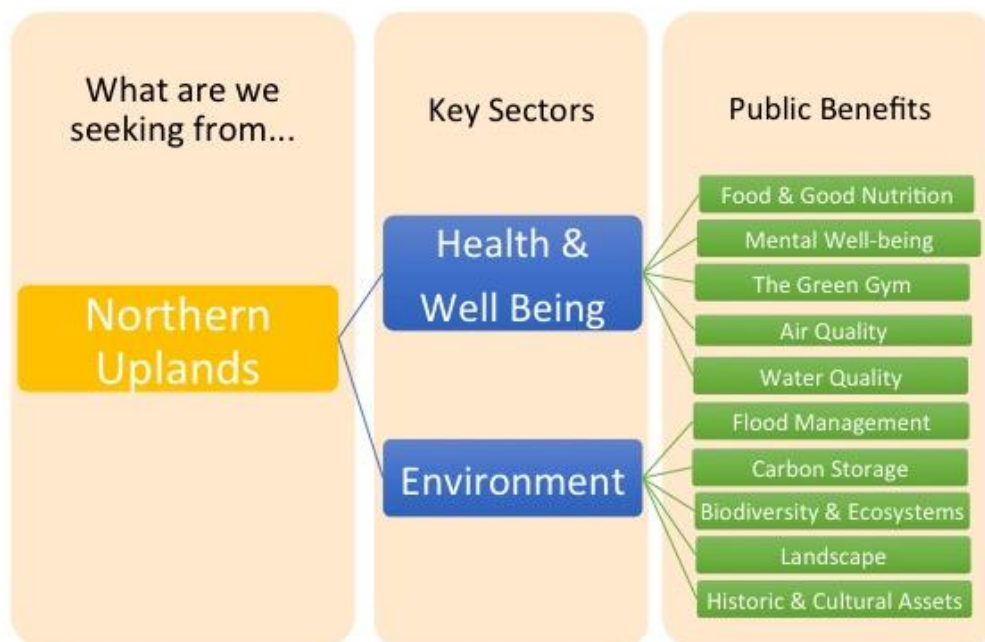 What are we
seeking from...
Key Sectors
Public Benefits
Northern
Uplands
Health &
Well Being
Environment
Food & Good Nutrition
Mental Well-being
The Green Gym
Air Quality
Water Quality
Flood Management
Carbon Storage
Biodiversity & Ecosystems
Landscape
Historic & Cultural Assets